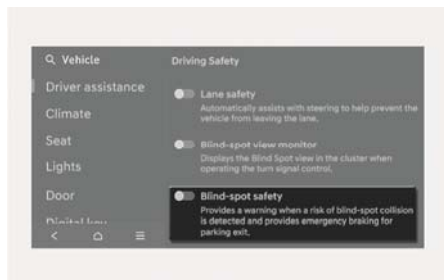 Vehicle
Driver assistance
Climate
Seat
Lights
Door
Digital key
Driving Safety
Lane safety
Automatically assists with steering to help prevent the
vehicle from leaving the lane.
Blind-spot view monitor
Displays the Blind Spot view in the cluster when
operating the turn signal control.
Blind-spot safety
Provides a warning when a risk of blind-spot collision
is detected and provides emergency braking for
parking exit.